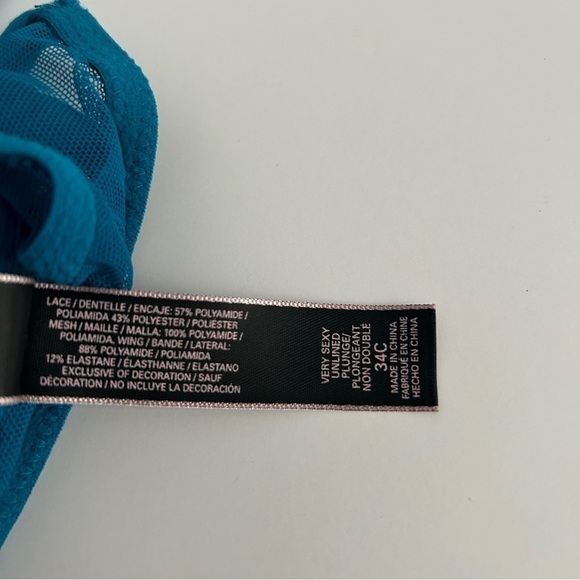 LACE / DENTELLE / ENCAJE: 57% POLYAMIDE /
POLIAMIDA 43% POLYESTER / POLIÉSTER
MESH / MAILLE / MALLA: 100% POLYAMIDE /
POLIAMIDA, WING / BANDE / LATERAL:
88% POLYAMIDE / POLIAMIDA
12% ELASTANE / ÉLASTHANNE / ELASTANO
EXCLUSIVE OF DECORATION / SAUF
DÉCORATION / NO INCLUYE LA DECORACIÓN
VERY SEXY
UNLINED
PLUNGE/
PLONGEANT
NON DOUBLÉ
34C
MADE IN CHINA
FABRIQUÉ EN CHINE
HECHO EN CHINA